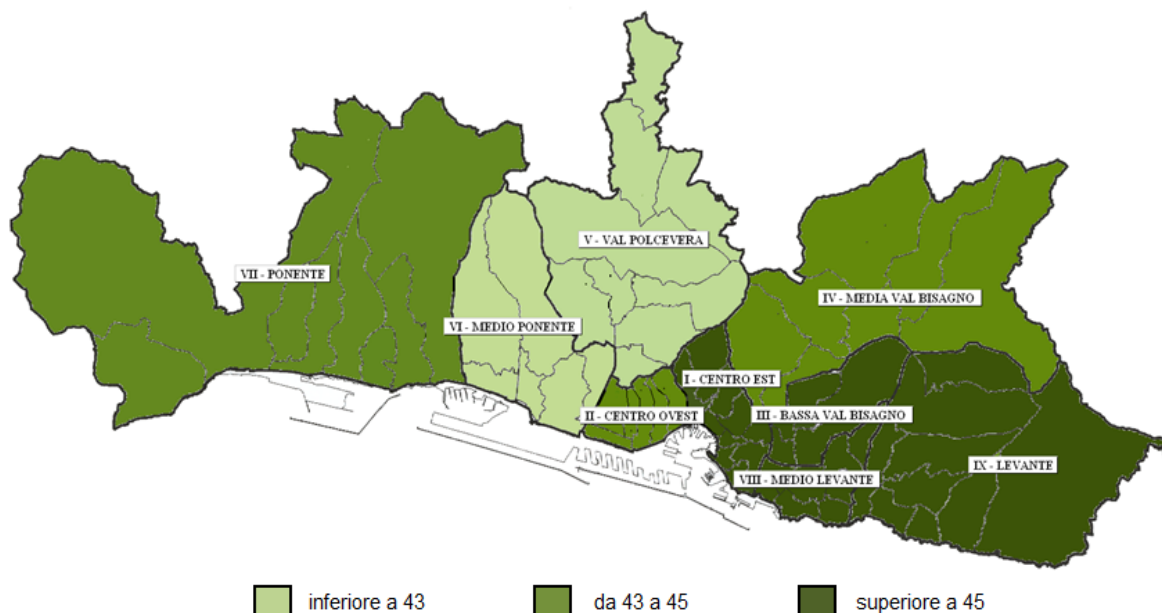 V - VAL POLCEVERA
VII - PONENTE
IV - MEDIA VAL BISAGNO
VI - MEDIO PONENTE
I - CENTRO EST
II - CENTRO OVEST
III - BASSA VAL BISAGNO
IX - LEVANTE
VIII - MEDIO LEVANTE
inferiore a 43
da 43 a 45
superiore a 45